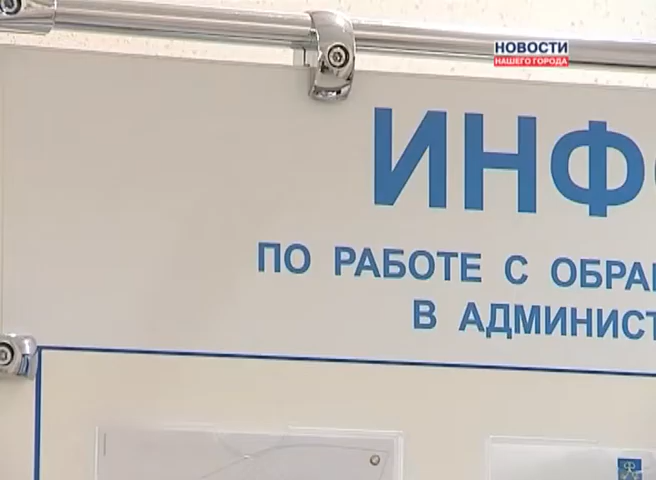 НОВОСТИ
НАШЕГО ГОРОДА
ИНФ
ПО РАБОТЕ С ОБРА
В АДМИНИСТ